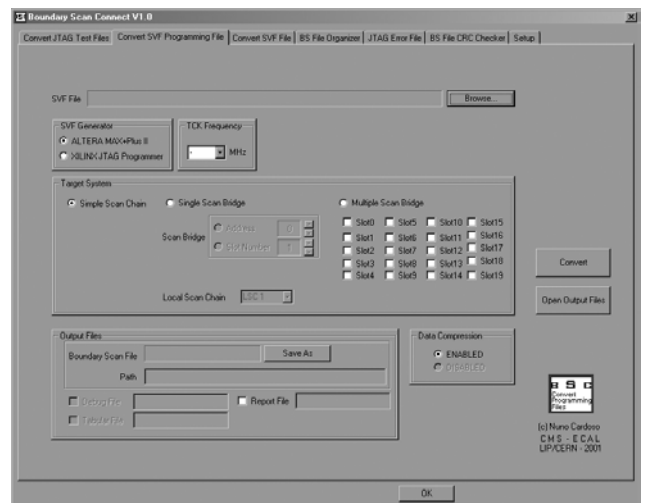 Boundary Scan Connect V1.0
Convert JTAG Test Files Convert SVF Programming File Convert SVF File BS File Organizer JTAG Error File BS File CRC Checker Setup
SVF File Browse...
SVF Generator TCK Frequency
ALTERA MAX+Plus II
XILINX JTAG Programmer
- MHz
Target System
Simple Scan Chain Single Scan Bridge Multiple Scan Bridge
Scan Bridge
Address 0
Slot Number 1
Slot0 Slot5 Slot10 Slot15
Slot1 Slot6 Slot11 Slot16
Slot2 Slot7 Slot12 Slot17
Slot3 Slot8 Slot13 Slot18
Slot4 Slot9 Slot14 Slot19
Local Scan Chain LSC1
Convert
Open Output Files
Output Files
Boundary Scan File Save As
Path
Debug File Report File
Tabular File
Data Compression
ENABLED
DISABLED
B S C
Convert
Programming
Files
(c) Nuno Cardoso
CMS - ECAL
LIP/CERN - 2001
OK